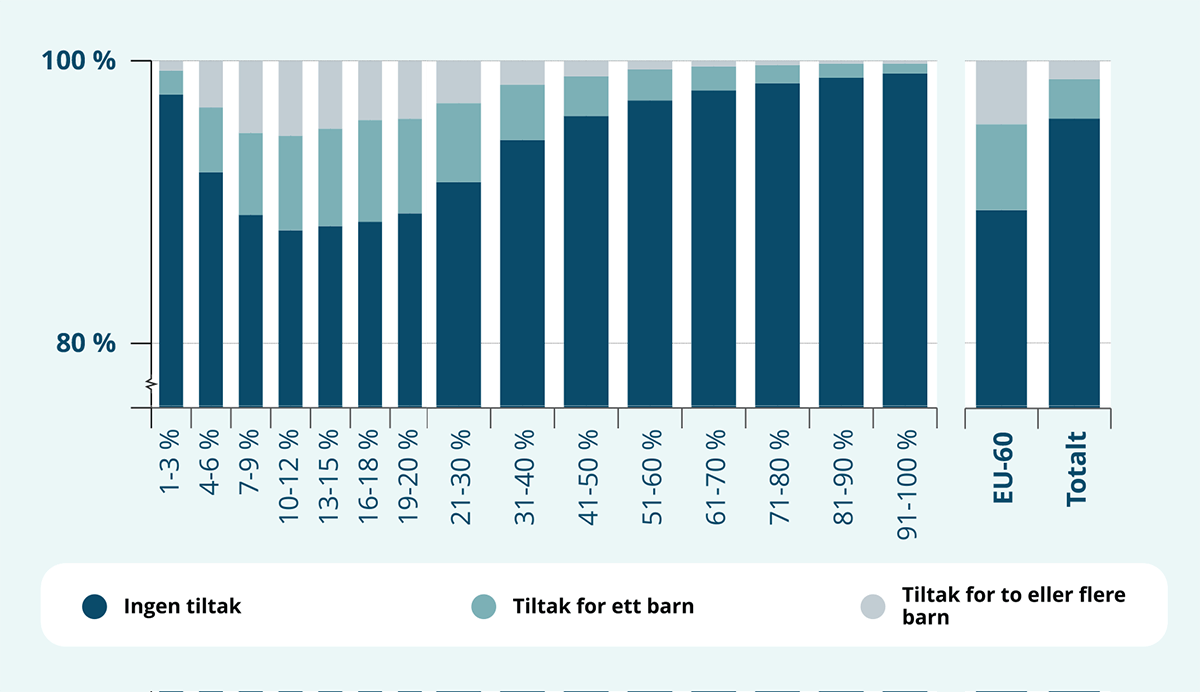 100 %
80 %
1-3 %
4-6 %
7-9 %
10-12 %
13-15 %
16-18 %
19-20 %
21-30 %
31-40 %
41-50 %
51-60 %
61-70 %
71-80 %
81-90 %
91-100 %
EU-60
Totalt
Ingen tiltak
Tiltak for ett barn
Tiltak for to eller flere
barn